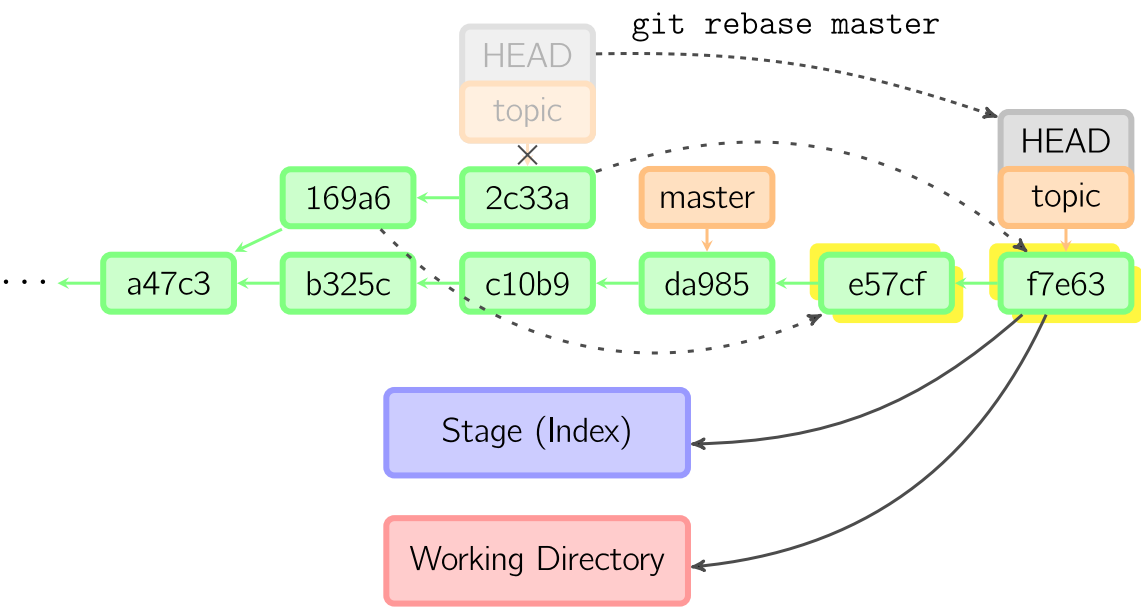 git rebase master
HEAD
topic
HEAD
topic
169a6
2c33a
master
...
a47c3
b325c
c10b9
da985
e57cf
f7e63
Stage (Index)
Working Directory